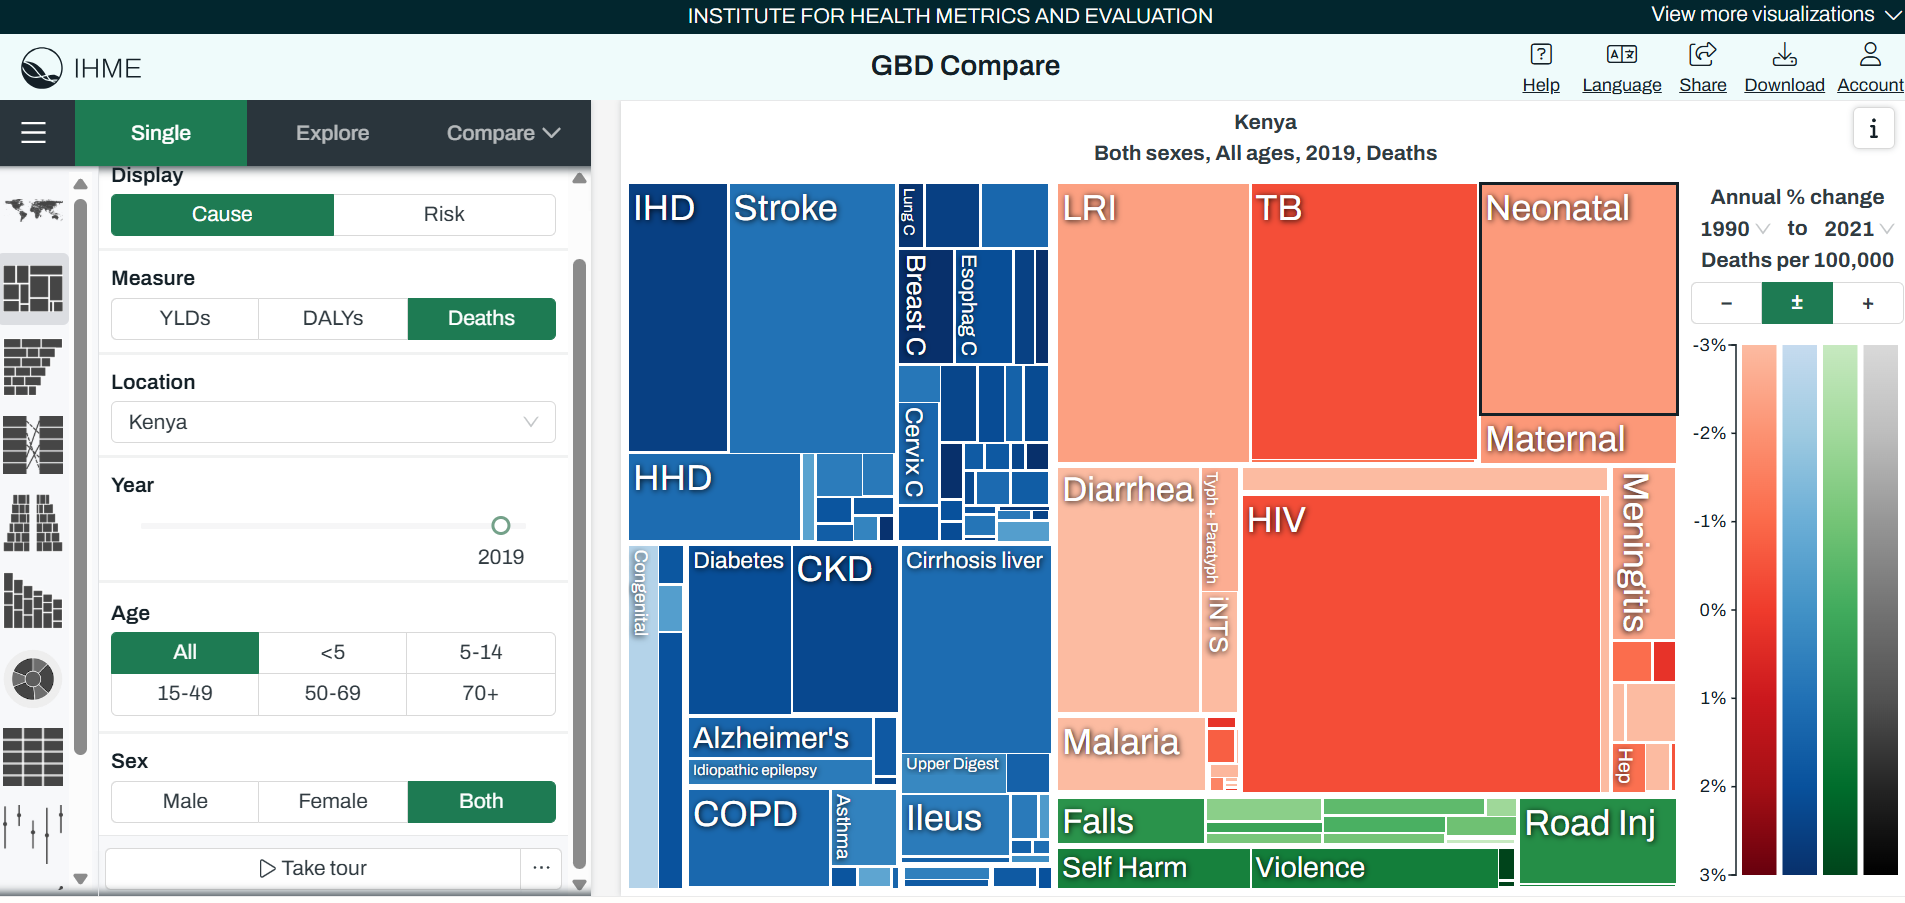 INSTITUTE FOR HEALTH METRICS AND EVALUATION
View more visualizations
IHME
GBD Compare
Help
Language
Share
Download
Account
Single
Explore
Compare
Display
Cause
Risk
Measure
YLDs
DALYs
Deaths
Location
Kenya
Year
2019
Age
All
<5
5-14
15-49
50-69
70+
Sex
Male
Female
Both
Take tour
...
Kenya
Both sexes, All ages, 2019, Deaths
i
IHD
Stroke
Lung C
Breast C
Esophag C
Cervix C
HHD
Congenital
Diabetes
CKD
Cirrhosis liver
Alzheimer's
Idiopathic epilepsy
Upper Digest
COPD
Asthma
Ileus
LRI
TB
Neonatal
Maternal
Diarrhea
Typh + Paratyph
iNTS
HIV
Meningitis
Malaria
Hep
Falls
Road Inj
Self Harm
Violence
Annual % change
1990 to 2021
Deaths per 100,000
− ± +
-3%
-2%
-1%
0%
1%
2%
3%